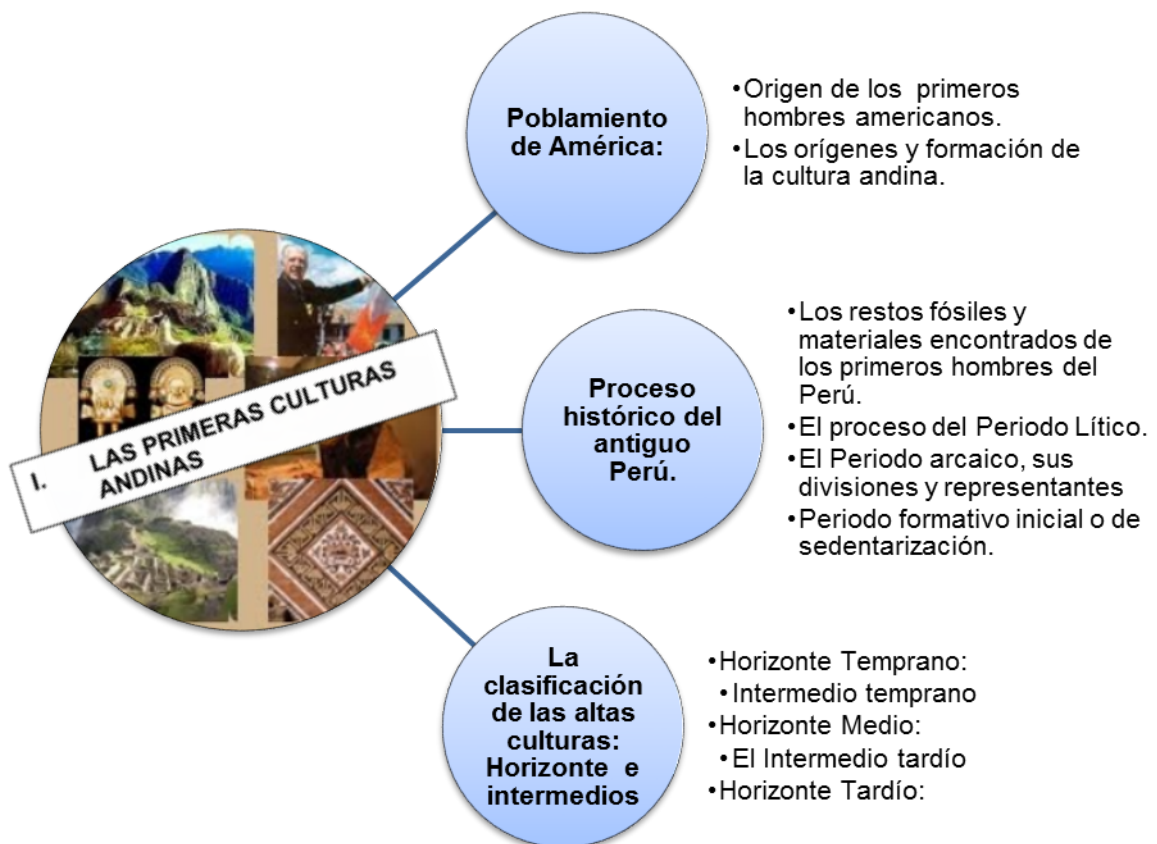 I. LAS PRIMERAS CULTURAS
ANDINAS
Poblamiento
de América:
•Origen de los primeros
hombres americanos.
•Los orígenes y formación de
la cultura andina.
Proceso
histórico del
antiguo
Perú.
•Los restos fósiles y
materiales encontrados de
los primeros hombres del
Perú.
•El proceso del Periodo Lítico.
•El Periodo arcaico, sus
divisiones y representantes
•Periodo formativo inicial o de
sedentarización.
La
clasificación
de las altas
culturas:
Horizonte e
intermedios
•Horizonte Temprano:
•Intermedio temprano
•Horizonte Medio:
•El Intermedio tardío
•Horizonte Tardío: